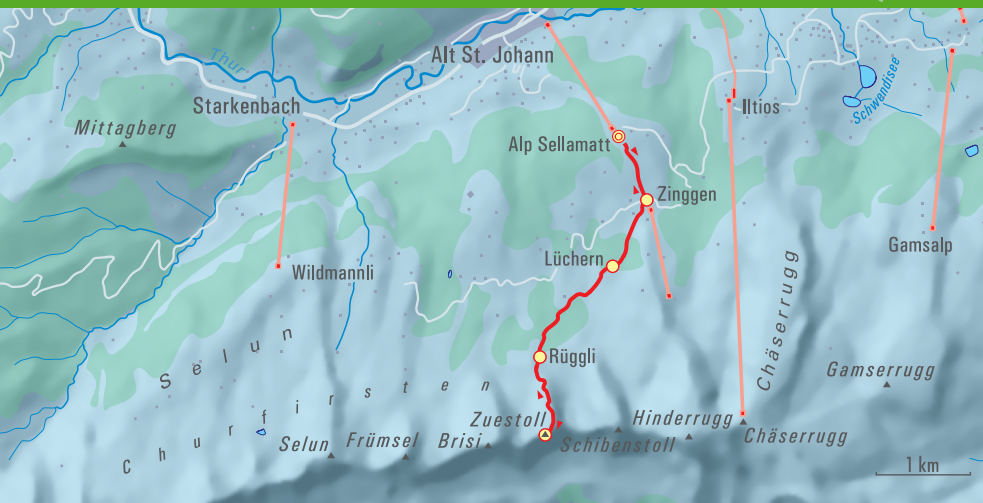 Thur
Alt St. Johann
Schwendisee
Starkenbach
Iltios
Mittagberg
Alp Sellamatt
Zinggen
Gamsalp
Lüchern
Wildmannli
Chäserrugg
Selun
Rüggli
Gamserrugg
Churfirsten
Zuestoll
Hinderrugg
Selun
Frümsel
Brisi
Schibenstoll
Chäserrugg
1 km